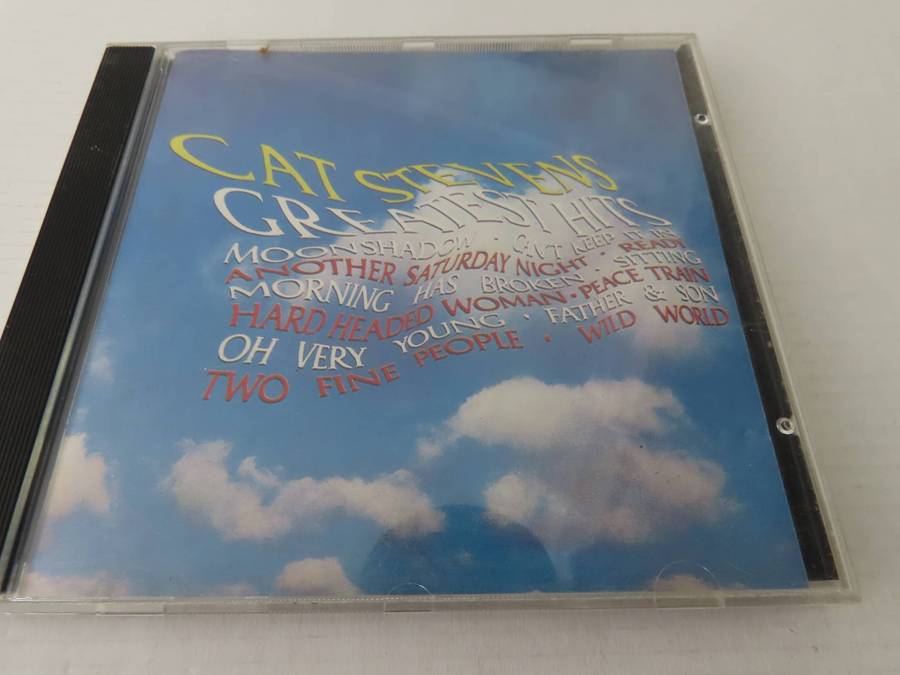 CAT STEVENS
GREATEST HITS
MOONSHADOW · CAN'T KEEP IT IN
ANOTHER SATURDAY NIGHT · READY
MORNING HAS BROKEN · SITTING
HARD HEADED WOMAN · PEACE TRAIN
OH VERY YOUNG · FATHER & SON
TWO FINE PEOPLE · WILD WORLD